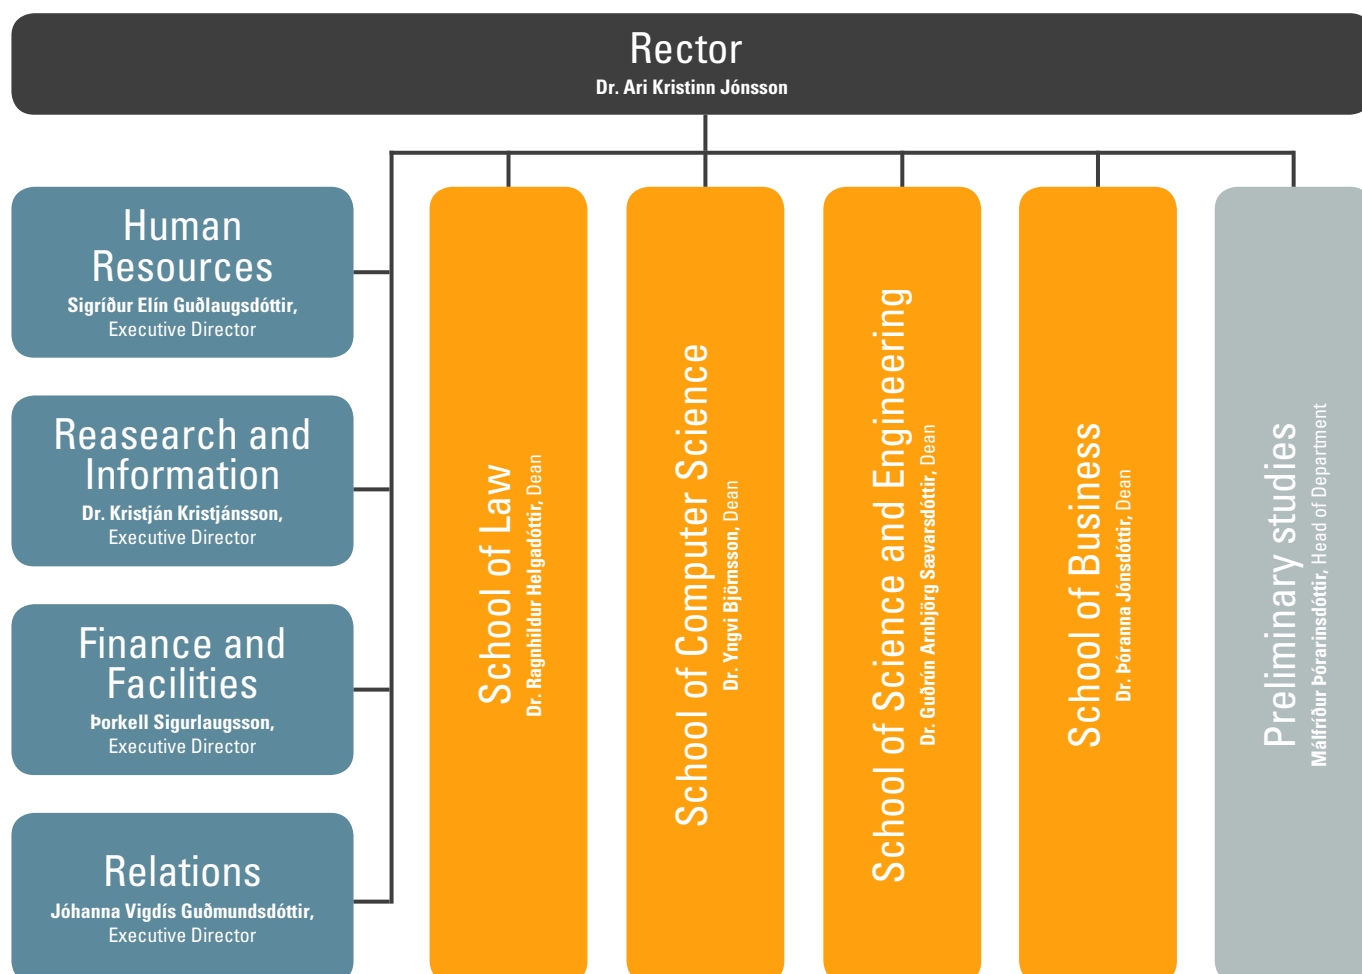 Rector
Dr. Ari Kristinn Jónsson
Human
Resources
Sigríður Elín Guðlaugsdóttir,
Executive Director
Reasearch and
Information
Dr. Kristján Kristjánsson,
Executive Director
Finance and
Facilities
Þorkell Sigurlaugsson,
Executive Director
Relations
Jóhanna Vigdís Guðmundsdóttir,
Executive Director
School of Law
Dr. Ragnhildur Helgadóttir, Dean
School of Computer Science
Dr. Yngvi Björnsson, Dean
School of Science and Engineering
Dr. Guðrún Arnbjörg Sævarsdóttir, Dean
School of Business
Dr. Þóranna Jónsdóttir, Dean
Preliminary studies
Málfríður Þórarinsdóttir, Head of Department